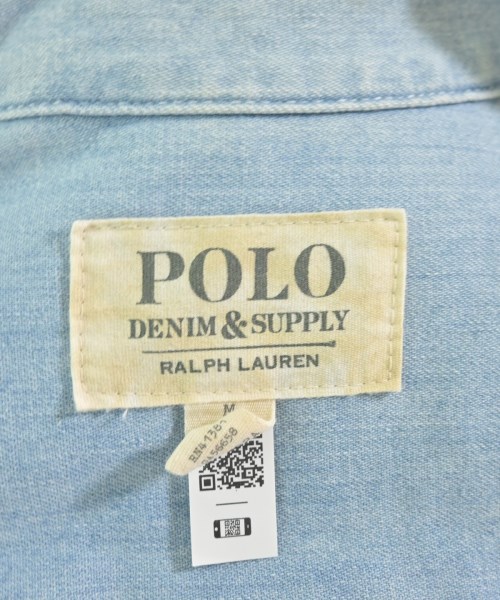 POLO
DENIM & SUPPLY
RALPH LAUREN
M